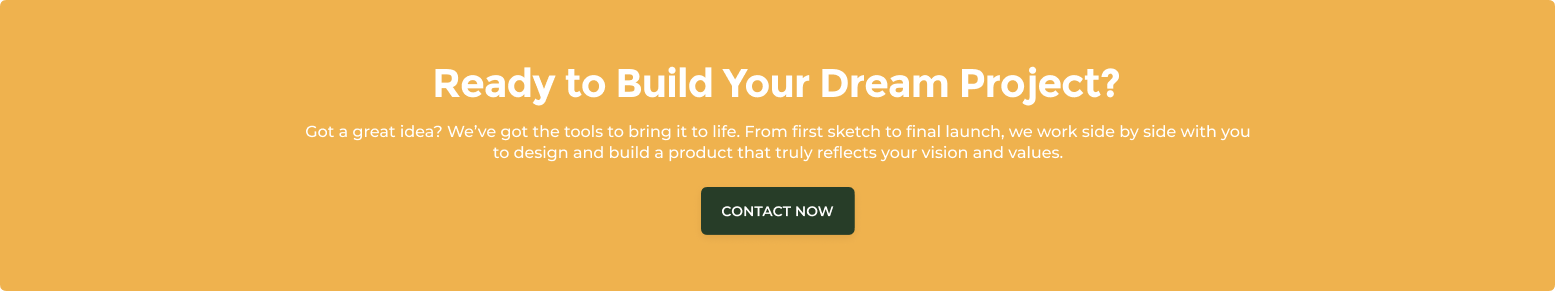 Ready to Build Your Dream Project?
Got a great idea? We’ve got the tools to bring it to life. From first sketch to final launch, we work side by side with you
to design and build a product that truly reflects your vision and values.
CONTACT NOW